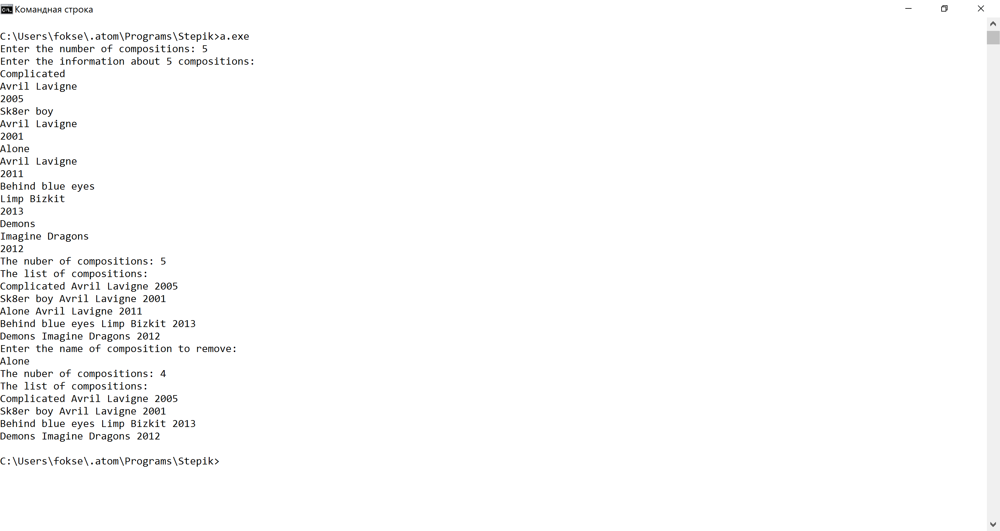 Командная строка
C:\Users\fokse\.atom\Programs\Stepik>a.exe
Enter the number of compositions: 5
Enter the information about 5 compositions:
Complicated
Avril Lavigne
2005
Sk8er boy
Avril Lavigne
2001
Alone
Avril Lavigne
2011
Behind blue eyes
Limp Bizkit
2013
Demons
Imagine Dragons
2012
The nuber of compositions: 5
The list of compositions:
Complicated Avril Lavigne 2005
Sk8er boy Avril Lavigne 2001
Alone Avril Lavigne 2011
Behind blue eyes Limp Bizkit 2013
Demons Imagine Dragons 2012
Enter the name of composition to remove:
Alone
The nuber of compositions: 4
The list of compositions:
Complicated Avril Lavigne 2005
Sk8er boy Avril Lavigne 2001
Behind blue eyes Limp Bizkit 2013
Demons Imagine Dragons 2012
C:\Users\fokse\.atom\Programs\Stepik>